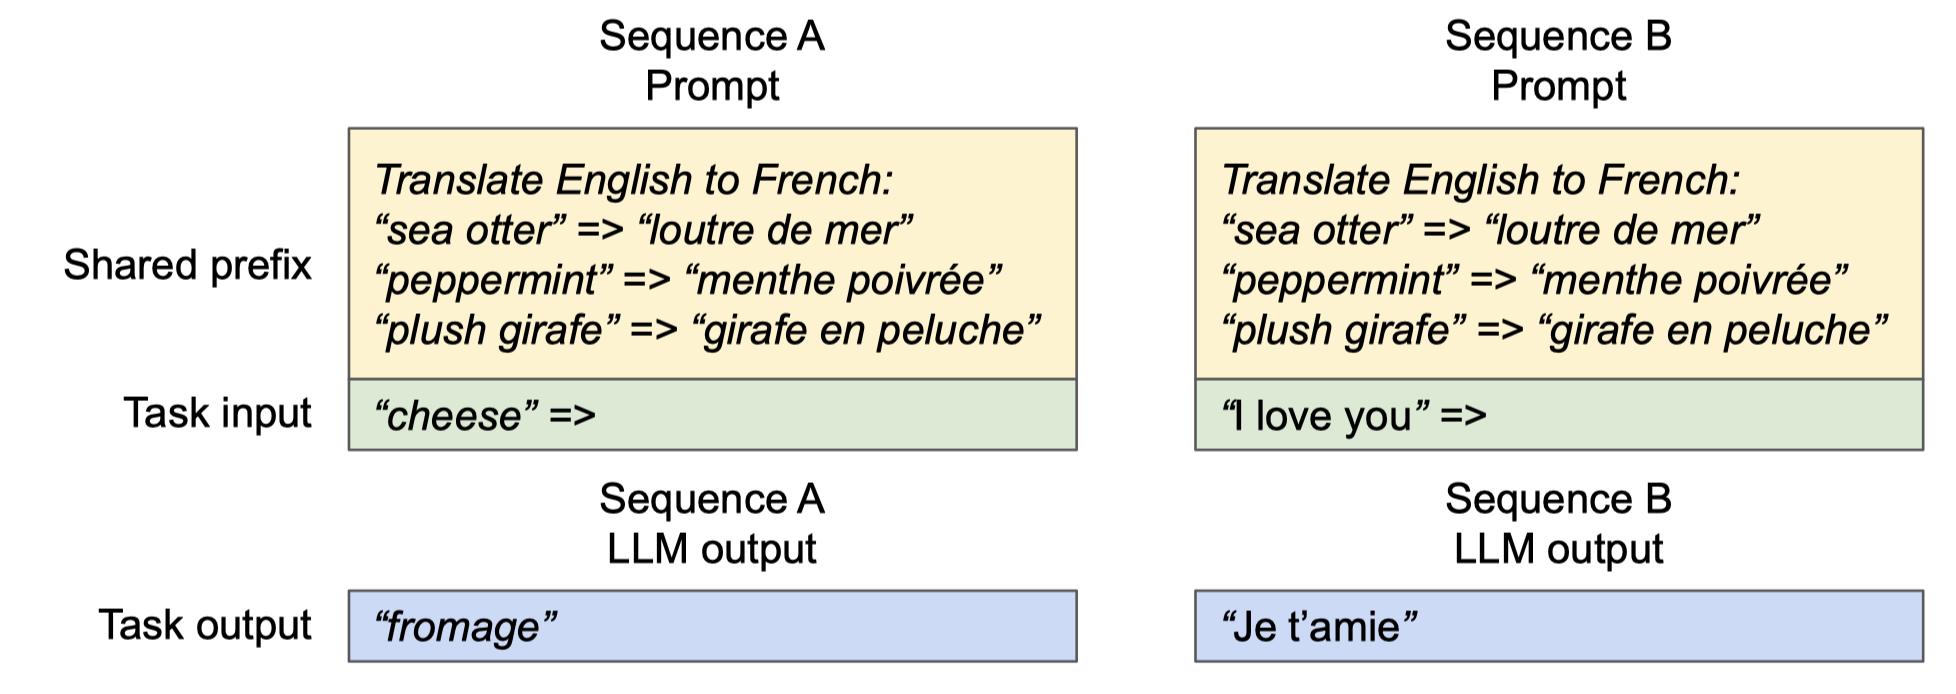 Sequence A
Prompt
Sequence B
Prompt
Shared prefix
Translate English to French:
“sea otter” => “loutre de mer”
“peppermint” => “menthe poivrée”
“plush girafe” => “girafe en peluche”
Translate English to French:
“sea otter” => “loutre de mer”
“peppermint” => “menthe poivrée”
“plush girafe” => “girafe en peluche”
Task input
“cheese” =>
“I love you” =>
Sequence A
LLM output
Sequence B
LLM output
Task output
“fromage”
“Je t’amie”